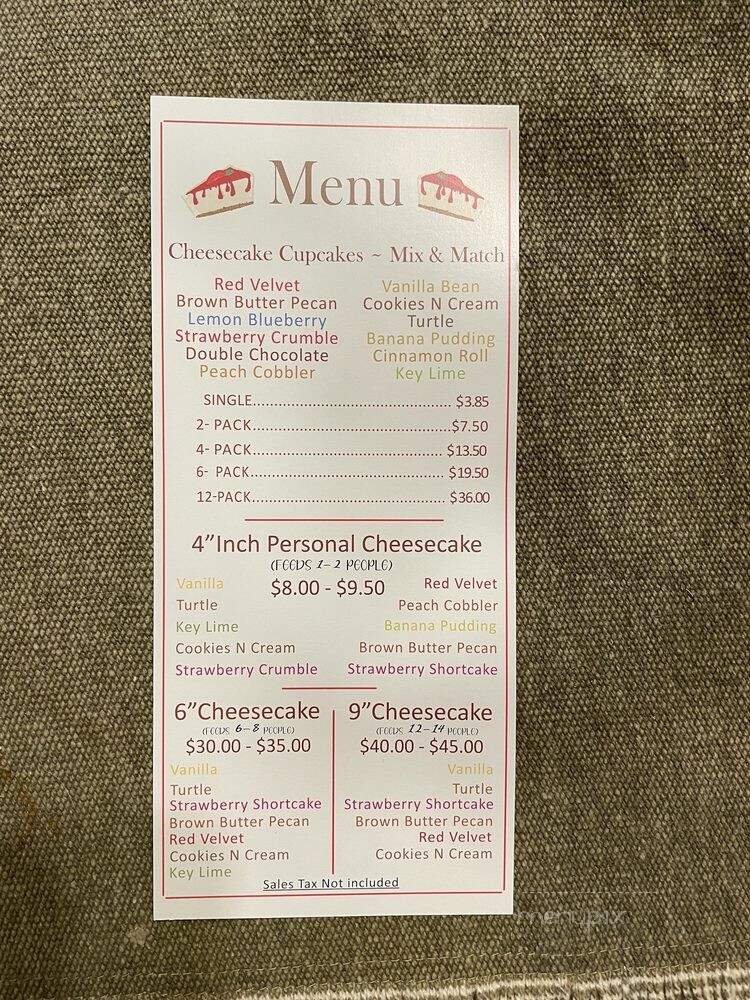 Menu
Cheesecake Cupcakes ~ Mix & Match
Red Velvet
Brown Butter Pecan
Lemon Blueberry
Strawberry Crumble
Double Chocolate
Peach Cobbler
Vanilla Bean
Cookies N Cream
Turtle
Banana Pudding
Cinnamon Roll
Key Lime
SINGLE................................................ $3.85
2- PACK................................................$7.50
4- PACK............................................... $13.50
6- PACK................................................ $19.50
12-PACK............................................... $36.00
4”Inch Personal Cheesecake
(FEEDS 1-2 PEOPLE)
$8.00 - $9.50
Vanilla
Turtle
Key Lime
Cookies N Cream
Strawberry Crumble
Red Velvet
Peach Cobbler
Banana Pudding
Brown Butter Pecan
Strawberry Shortcake
6”Cheesecake
(FEEDS 6-8 PEOPLE)
$30.00 - $35.00
Vanilla
Turtle
Strawberry Shortcake
Brown Butter Pecan
Red Velvet
Cookies N Cream
Key Lime
9”Cheesecake
(FEEDS 12-14 PEOPLE)
$40.00 - $45.00
Vanilla
Turtle
Strawberry Shortcake
Brown Butter Pecan
Red Velvet
Cookies N Cream
Sales Tax Not included
menupix